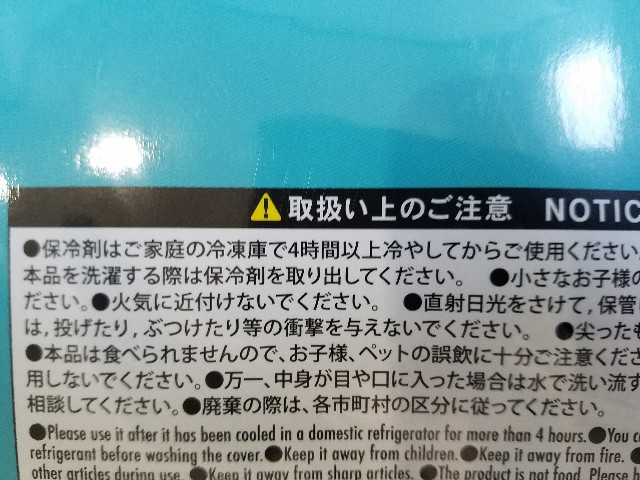 ⚠取扱い上のご注意 NOTIC
●保冷剤はご家庭の冷凍庫で4時間以上冷やしてからご使用ください。
本品を洗濯する際は保冷剤を取り出してください。 ●小さなお子様の
ださい。●火気に近付けないでください。 ●直射日光をさけて,保管
は,投げたり,ぶつけたり等の衝撃を与えないでください。 ●尖った
●本品は食べられませんので、お子様、ペットの誤飲に十分ご注意くださ
用しないでください。●万一、中身が目や口に入った場合は水で洗い流す
相談してください。●廃棄の際は、各市町村の区分に従ってください。
●Please use it after it has been cooled in a domestic refrigerator for more than 4 hours. ●You c
refrigerant before washing the cover. ●Keep it away from children. ●Keep it away from fire.
other articles during use. ●Keep it away from sharp articles. ●The product is not food. Please